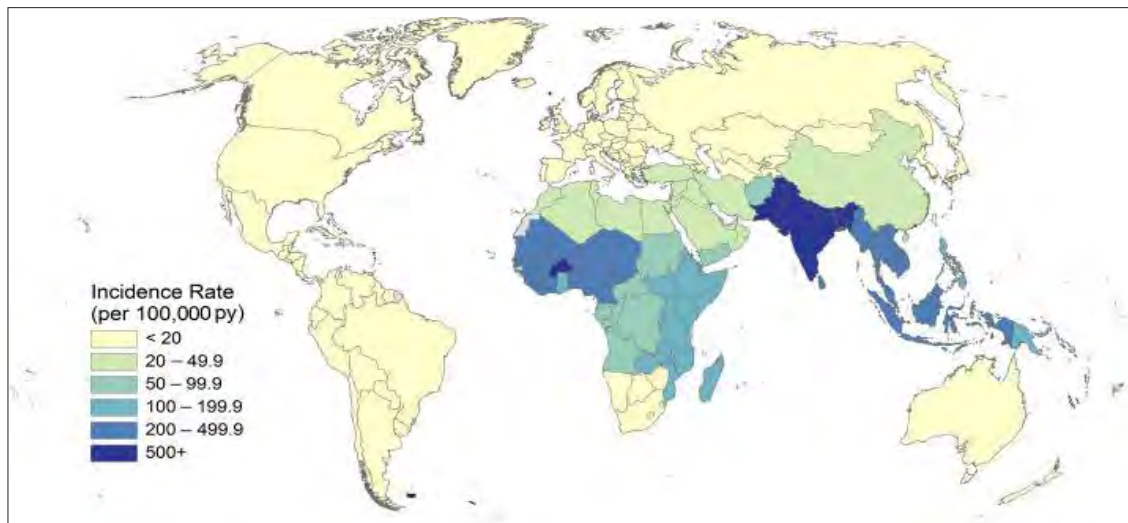 Incidence Rate
(per 100,000 py)
< 20
20 – 49.9
50 – 99.9
100 – 199.9
200 – 499.9
500+